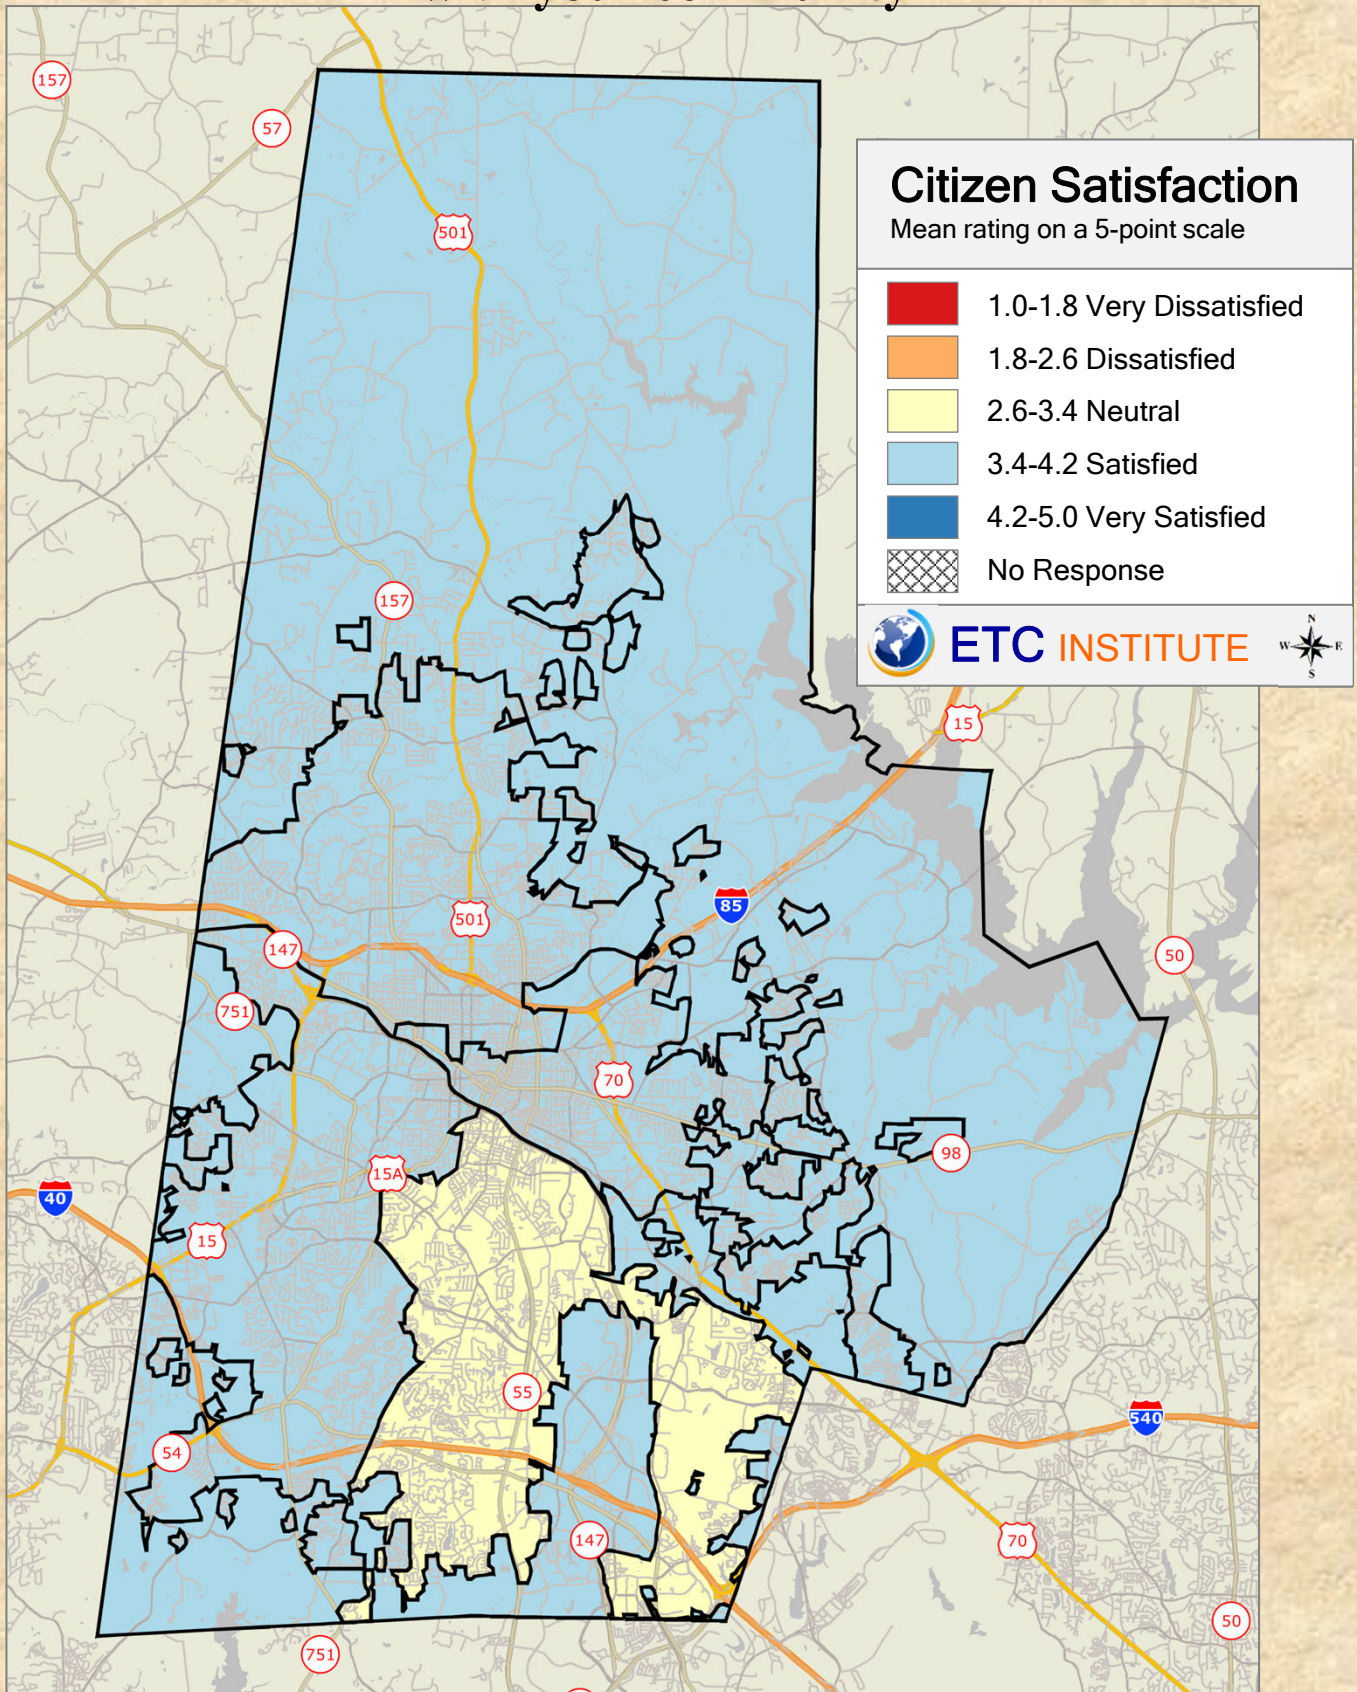 157
57
501
Citizen Satisfaction
Mean rating on a 5-point scale
1.0-1.8 Very Dissatisfied
1.8-2.6 Dissatisfied
2.6-3.4 Neutral
3.4-4.2 Satisfied
4.2-5.0 Very Satisfied
No Response
ETC INSTITUTE
N
W E
S
157
15
501
85
147
50
751
70
98
15A
40
15
55
540
54
147
70
50
751